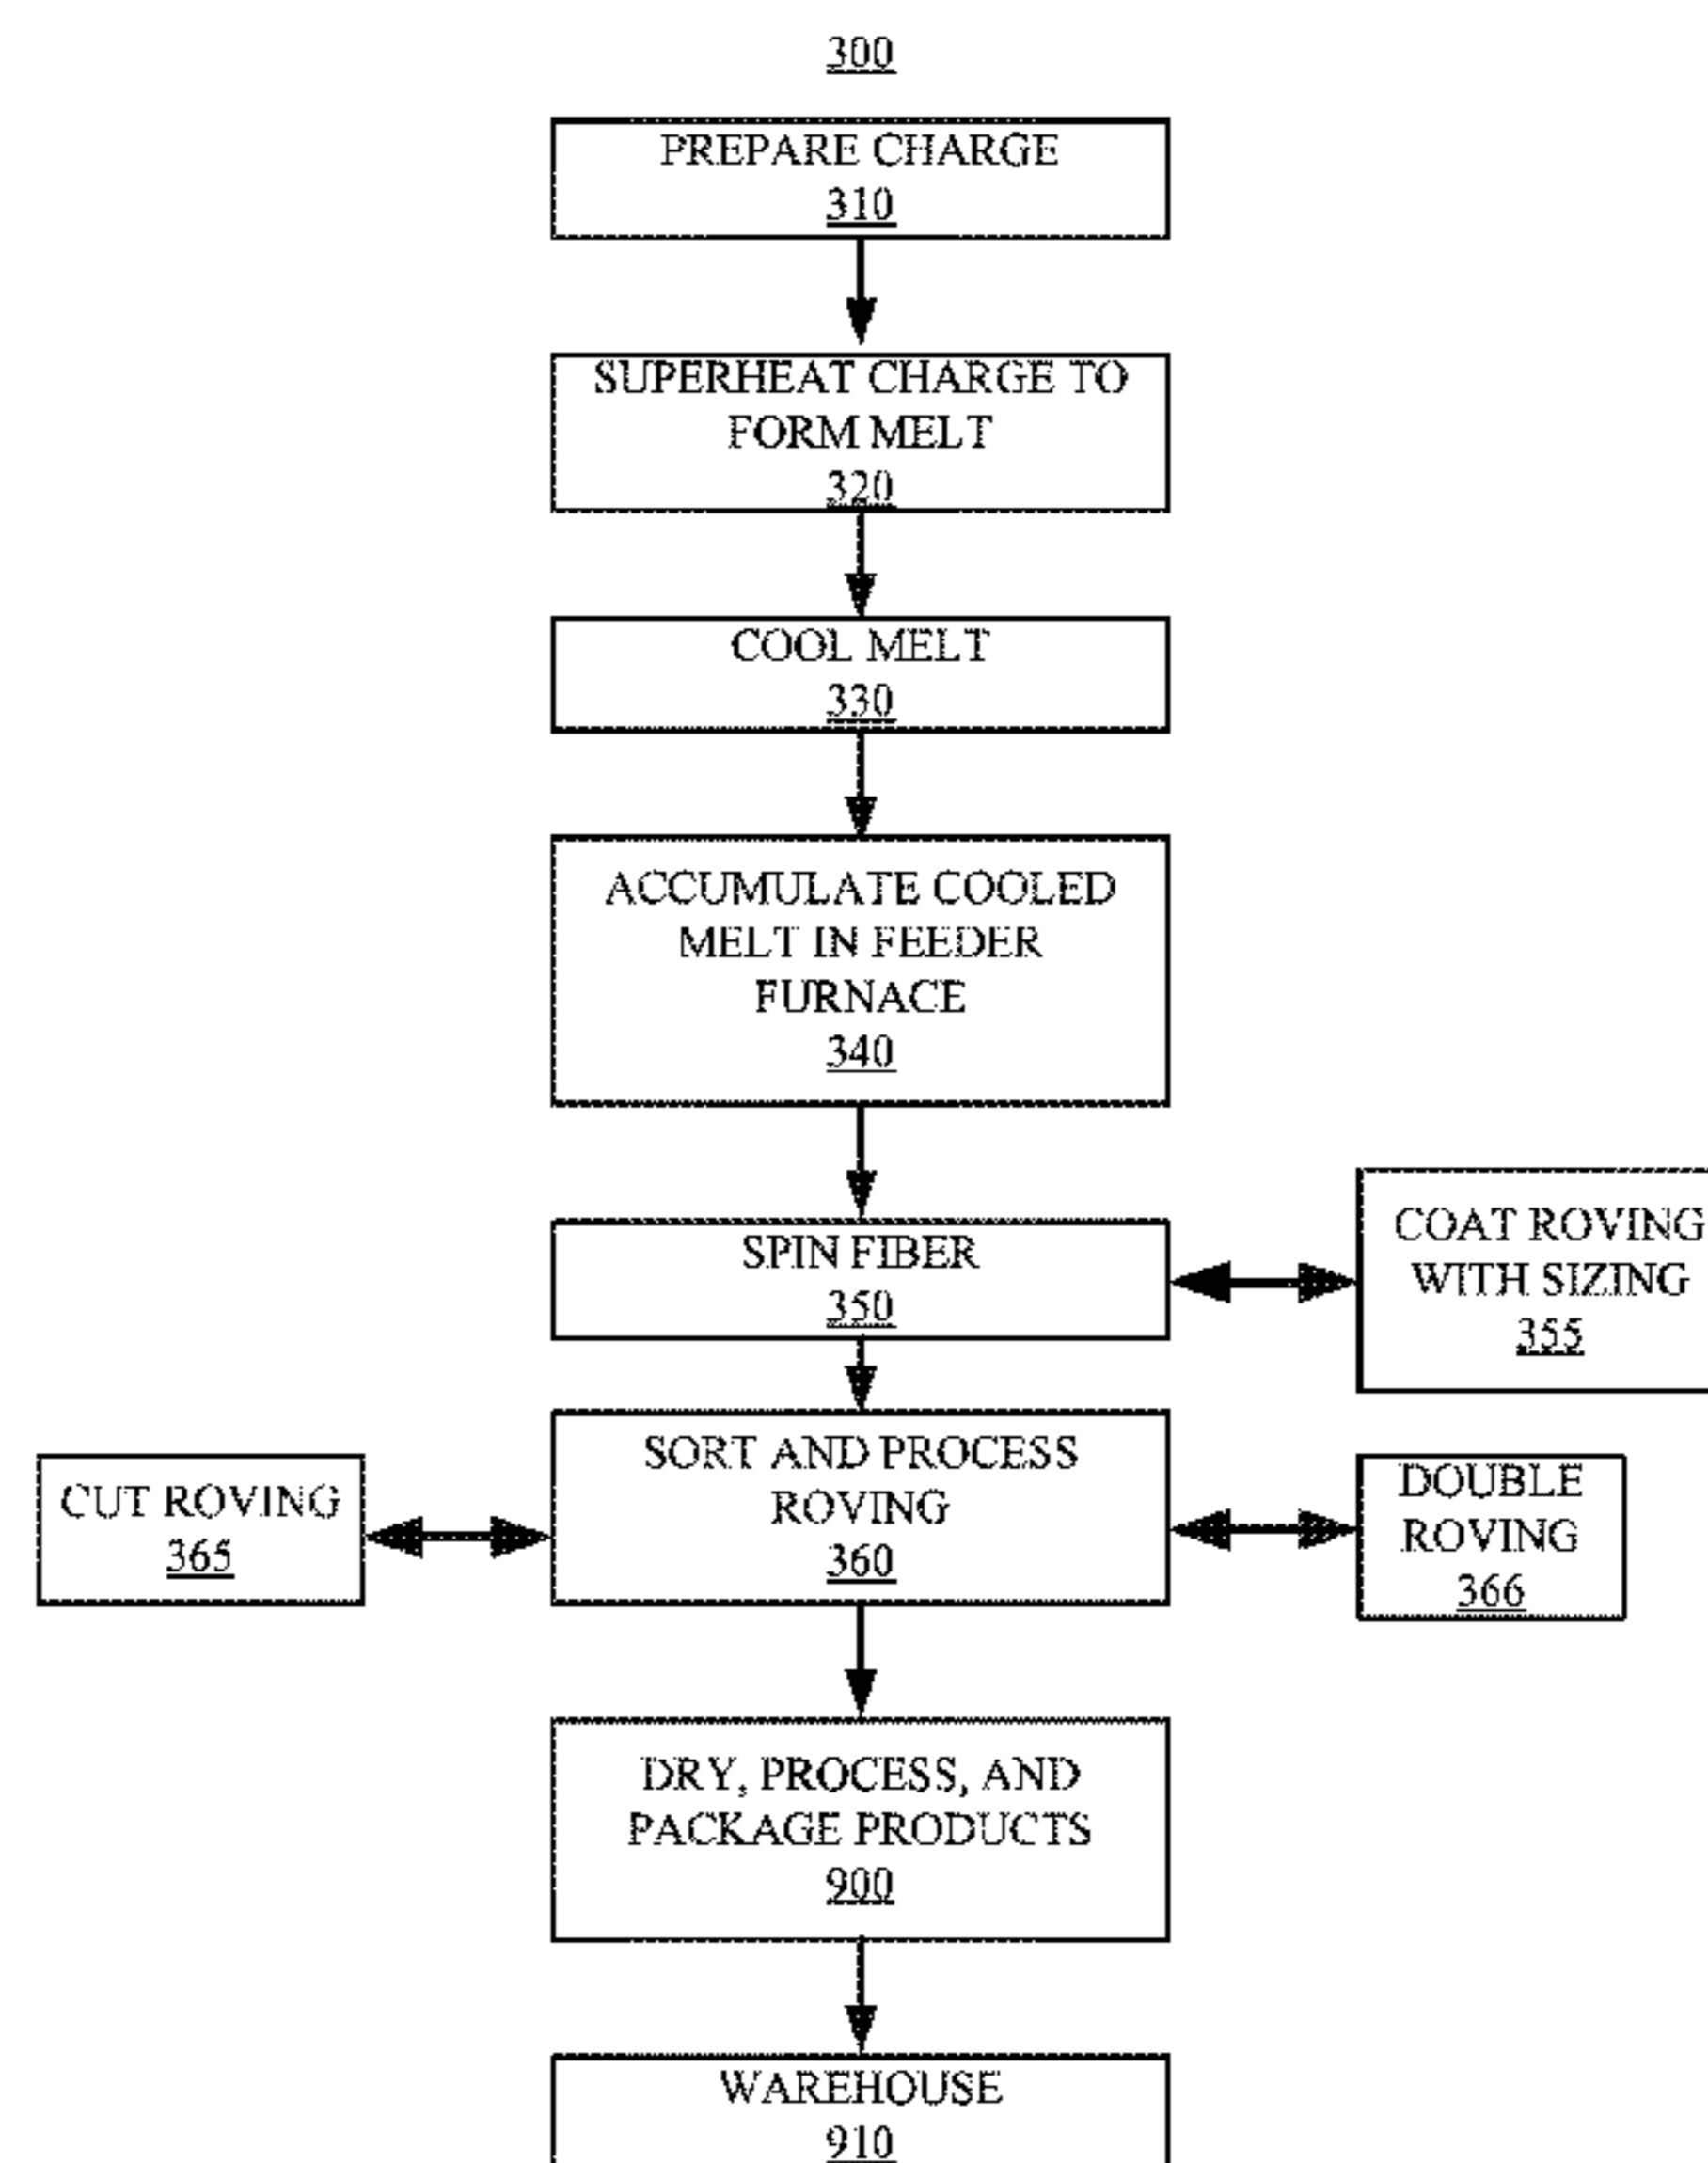 300
PREPARE CHARGE
310
SUPERHEAT CHARGE TO
FORM MELT
320
COOL MELT
330
ACCUMULATE COOLED
MELT IN FEEDER
FURNACE
340
SPIN FIBER
350
COAT ROVING
WITH SIZING
355
SORT AND PROCESS
ROVING
360
CUT ROVING
365
DOUBLE
ROVING
366
DRY, PROCESS, AND
PACKAGE PRODUCTS
900
WAREHOUSE
910